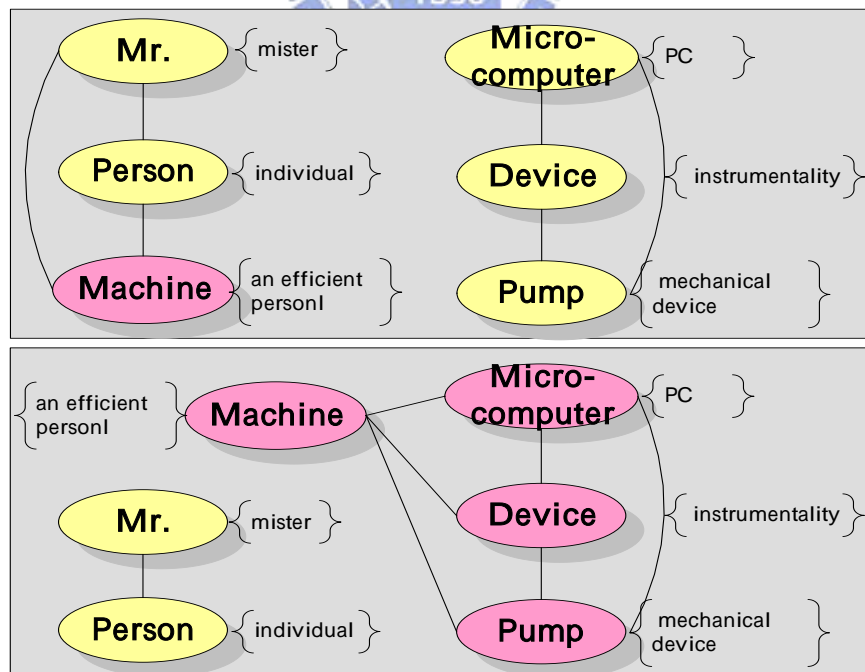 1896
Mr.
{ mister }
Person
{ individual }
Machine
{ an efficient
personl }
Micro-
computer
{ PC }
Device
{ instrumentality }
Pump
{ mechanical
device }
{ an efficient
personl }
Machine
Micro-
computer
{ PC }
Mr.
{ mister }
Device
{ instrumentality }
Person
{ individual }
Pump
{ mechanical
device }